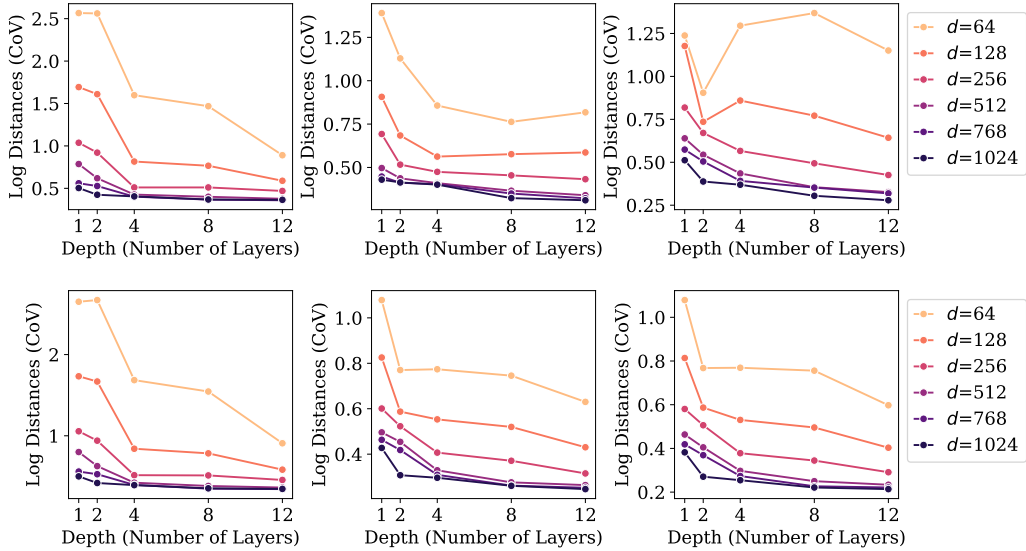 Log Distances (CoV)
2.5
2.0
1.5
1.0
0.5
1 2 4 8 12
Depth (Number of Layers)
Log Distances (CoV)
1.25
1.00
0.75
0.50
1 2 4 8 12
Depth (Number of Layers)
Log Distances (CoV)
1.25
1.00
0.75
0.50
0.25
1 2 4 8 12
Depth (Number of Layers)
d=64
d=128
d=256
d=512
d=768
d=1024
Log Distances (CoV)
2
1
1 2 4 8 12
Depth (Number of Layers)
Log Distances (CoV)
1.0
0.8
0.6
0.4
1 2 4 8 12
Depth (Number of Layers)
Log Distances (CoV)
1.0
0.8
0.6
0.4
0.2
1 2 4 8 12
Depth (Number of Layers)
d=64
d=128
d=256
d=512
d=768
d=1024